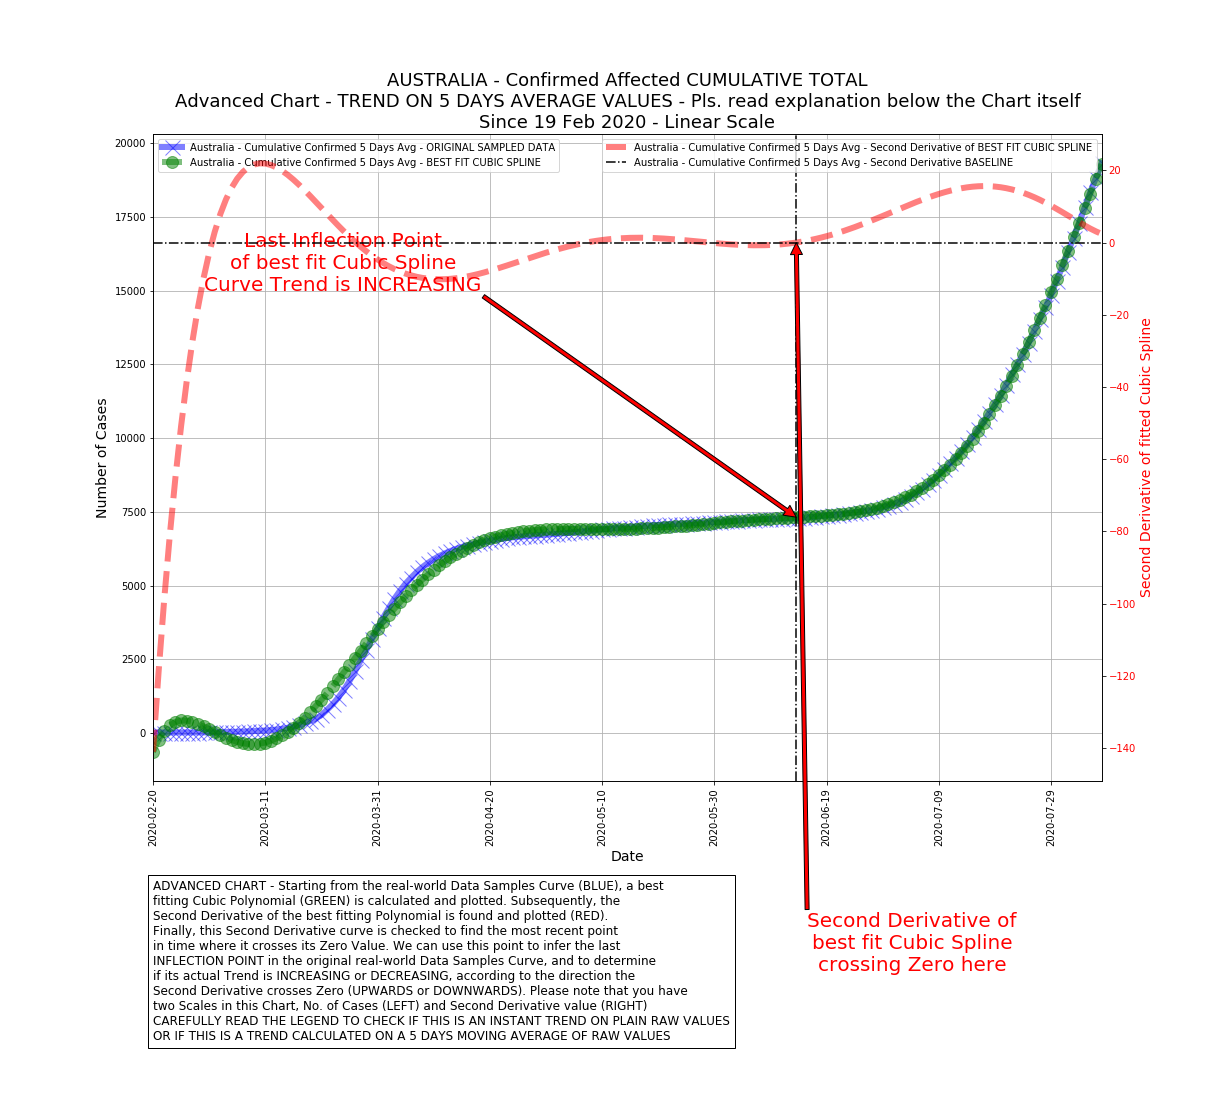 AUSTRALIA - Confirmed Affected CUMULATIVE TOTAL
Advanced Chart - TREND ON 5 DAYS AVERAGE VALUES - Pls. read explanation below the Chart itself
Since 19 Feb 2020 - Linear Scale
Australia - Cumulative Confirmed 5 Days Avg - ORIGINAL SAMPLED DATA
Australia - Cumulative Confirmed 5 Days Avg - BEST FIT CUBIC SPLINE
Australia - Cumulative Confirmed 5 Days Avg - Second Derivative of BEST FIT CUBIC SPLINE
Australia - Cumulative Confirmed 5 Days Avg - Second Derivative BASELINE
20000
17500
15000
12500
10000
7500
5000
2500
0
Number of Cases
Last Inflection Point
of best fit Cubic Spline
Curve Trend is INCREASING
20
0
−20
−40
−60
−80
−100
−120
−140
Second Derivative of fitted Cubic Spline
2020-02-20
2020-03-11
2020-03-31
2020-04-20
2020-05-10
2020-05-30
2020-06-19
2020-07-09
2020-07-29
Date
Second Derivative of
best fit Cubic Spline
crossing Zero here
ADVANCED CHART - Starting from the real-world Data Samples Curve (BLUE), a best
fitting Cubic Polynomial (GREEN) is calculated and plotted. Subsequently, the
Second Derivative of the best fitting Polynomial is found and plotted (RED).
Finally, this Second Derivative curve is checked to find the most recent point
in time where it crosses its Zero Value. We can use this point to infer the last
INFLECTION POINT in the original real-world Data Samples Curve, and to determine
if its actual Trend is INCREASING or DECREASING, according to the direction the
Second Derivative crosses Zero (UPWARDS or DOWNWARDS). Please note that you have
two Scales in this Chart, No. of Cases (LEFT) and Second Derivative value (RIGHT)
CAREFULLY READ THE LEGEND TO CHECK IF THIS IS AN INSTANT TREND ON PLAIN RAW VALUES
OR IF THIS IS A TREND CALCULATED ON A 5 DAYS MOVING AVERAGE OF RAW VALUES